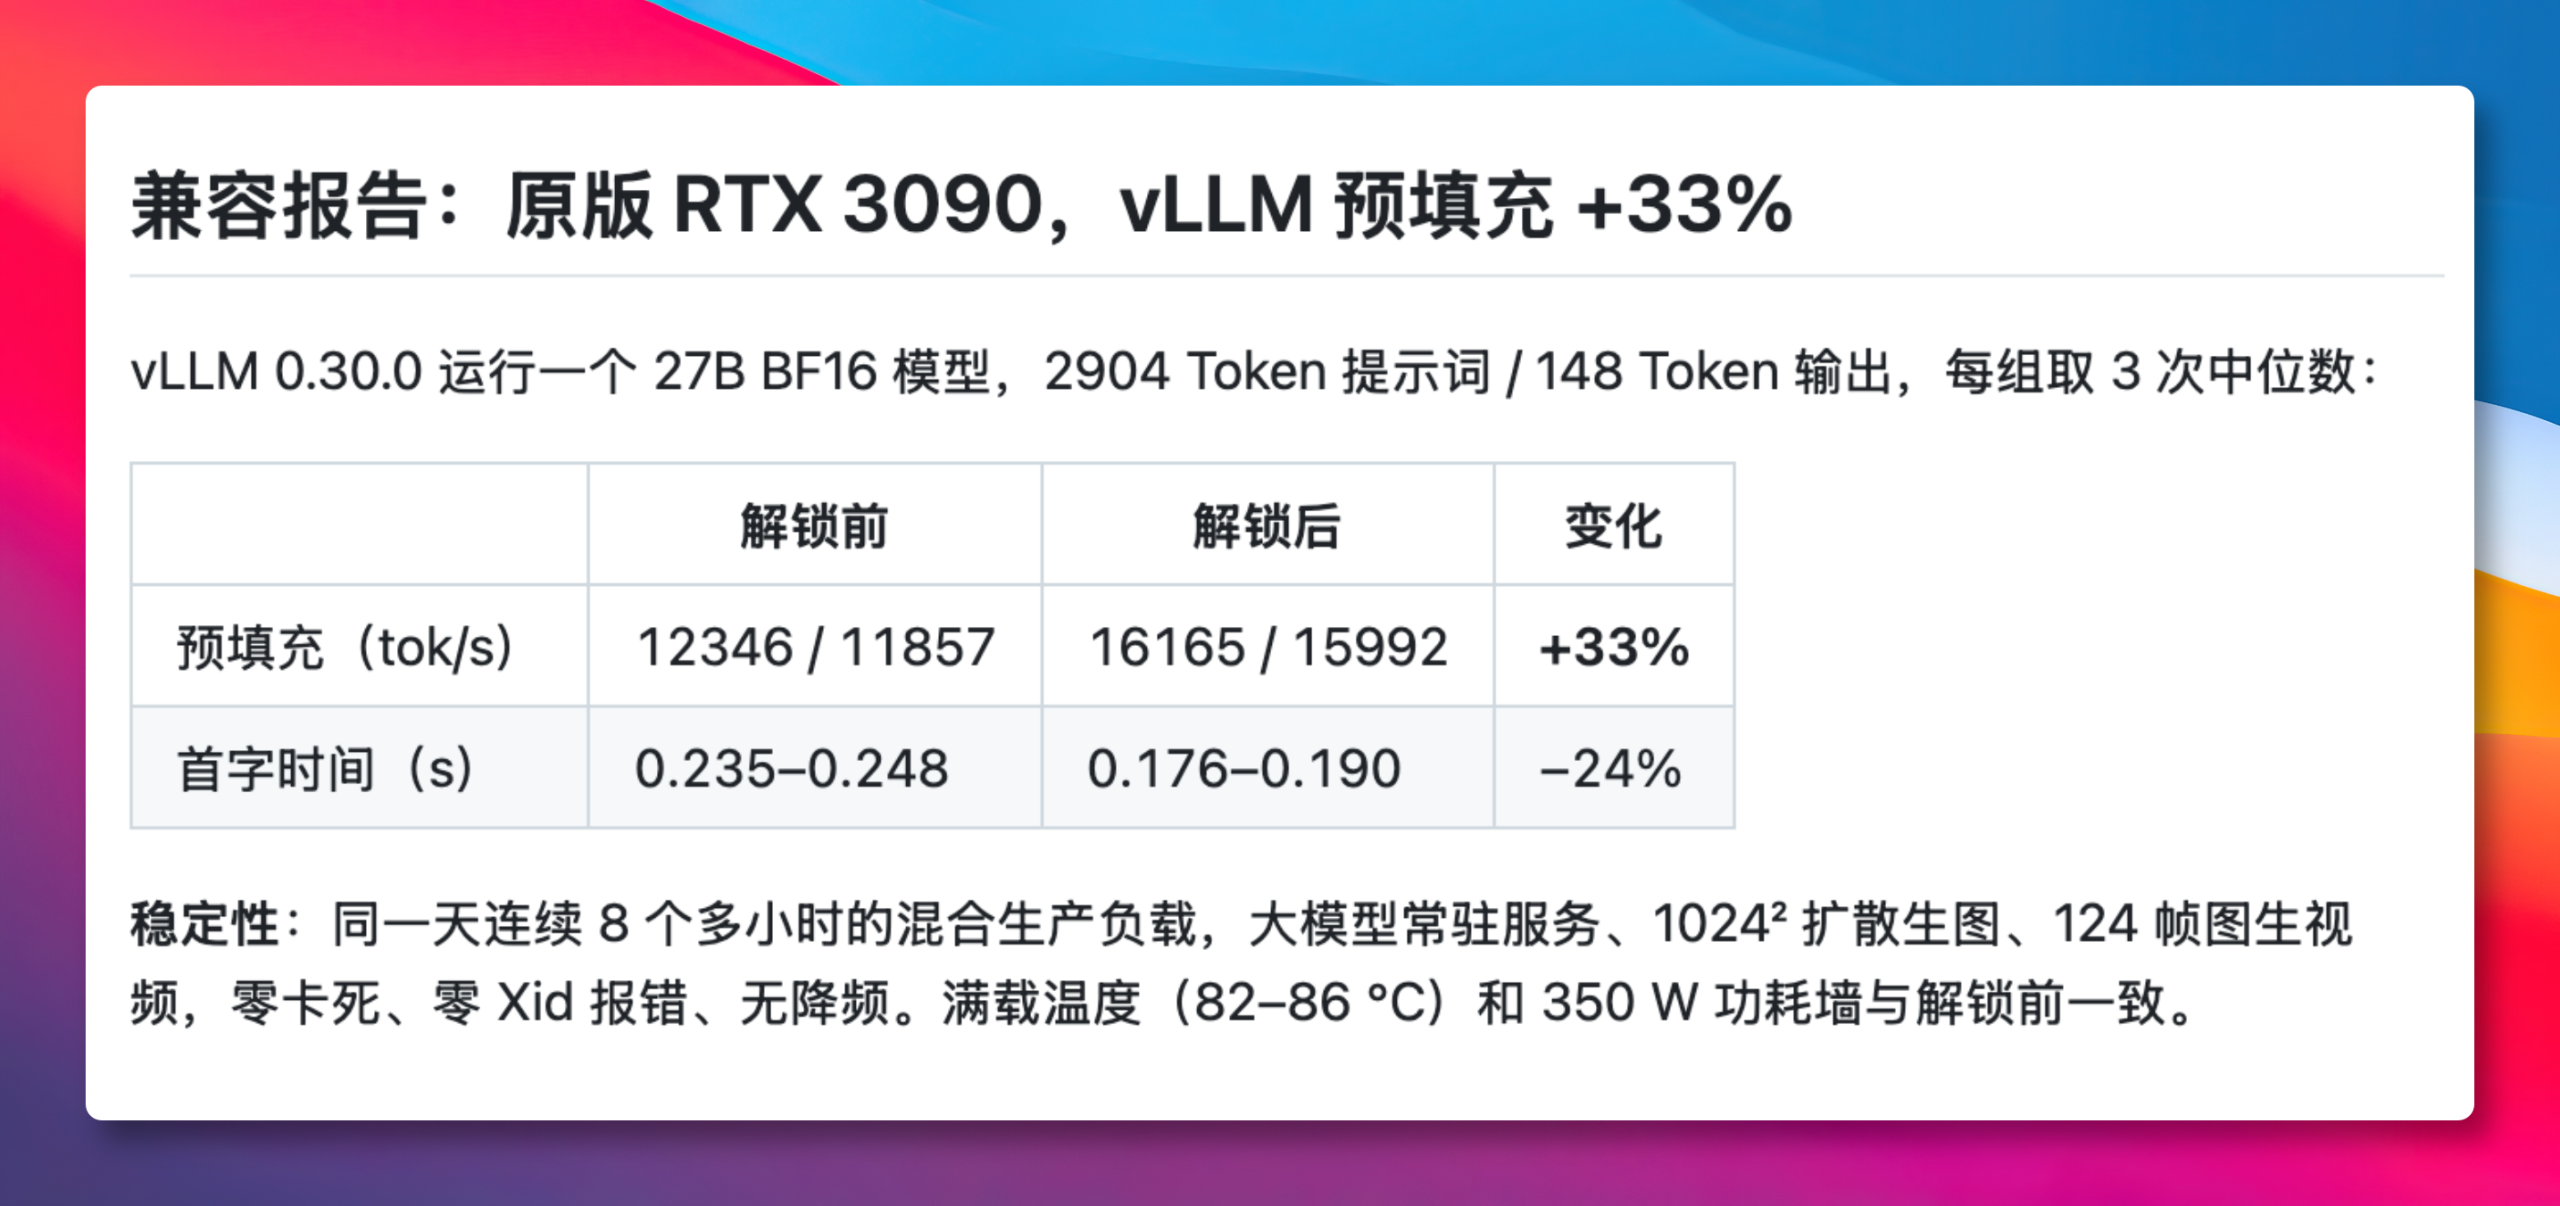 兼容报告：原版 RTX 3090，vLLM 预填充 +33%
vLLM 0.30.0 运行一个 27B BF16 模型，2904 Token 提示词 / 148 Token 输出，每组取 3 次中位数：
解锁前 解锁后 变化
预填充（tok/s） 12346 / 11857 16165 / 15992 +33%
首字时间（s） 0.235–0.248 0.176–0.190 −24%
稳定性：同一天连续 8 个多小时的混合生产负载，大模型常驻服务、1024² 扩散生图、124 帧图生视
频，零卡死、零 Xid 报错、无降频。满载温度（82–86 °C）和 350 W 功耗墙与解锁前一致。